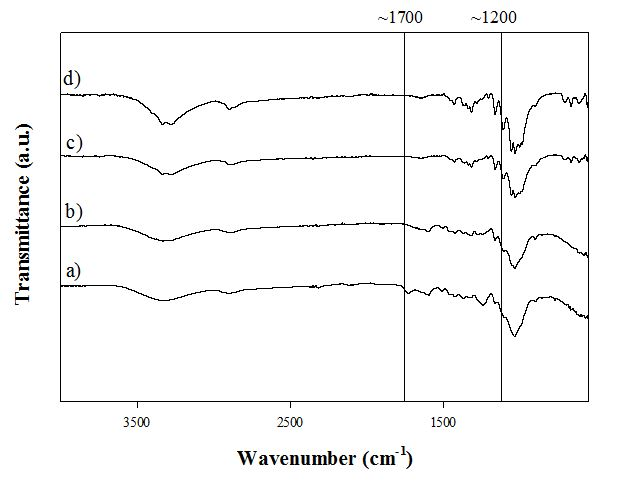 ~1700 ~1200
d)
c)
b)
a)
Transmittance (a.u.)
3500 2500 1500
Wavenumber (cm-1)